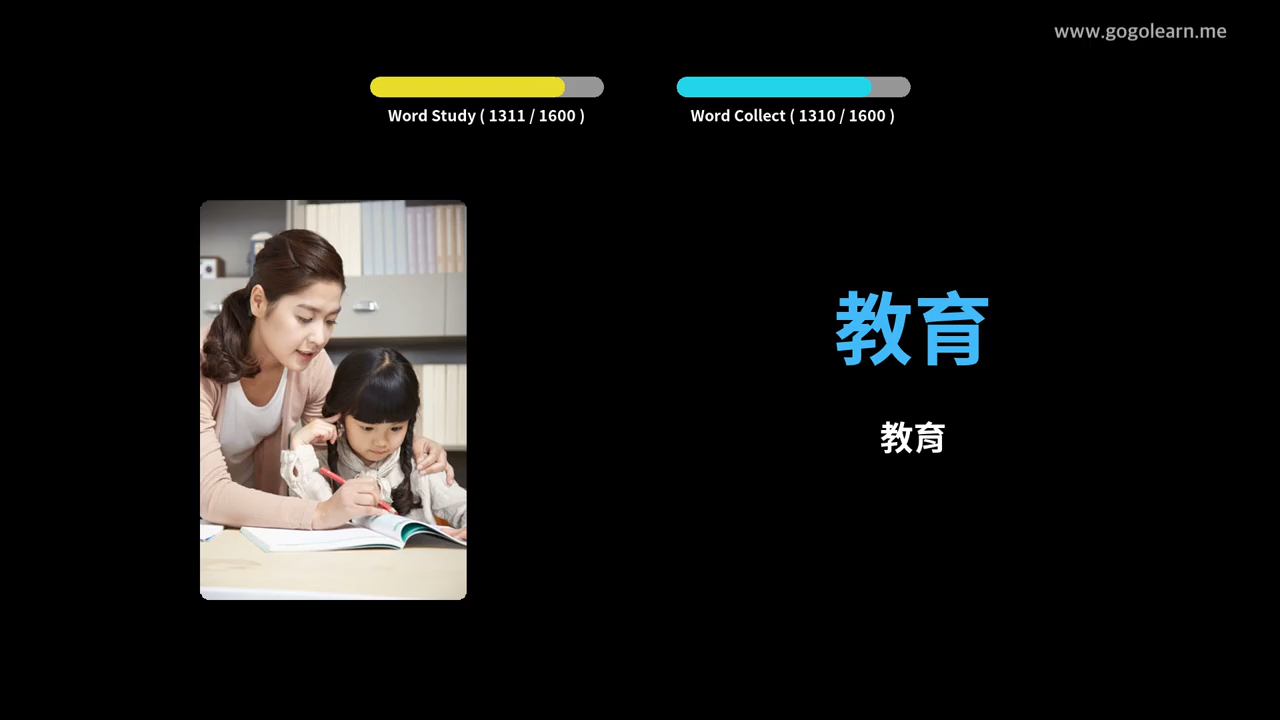 www.gogolearn.me
Word Study ( 1311 / 1600 )
Word Collect ( 1310 / 1600 )
教育
教育